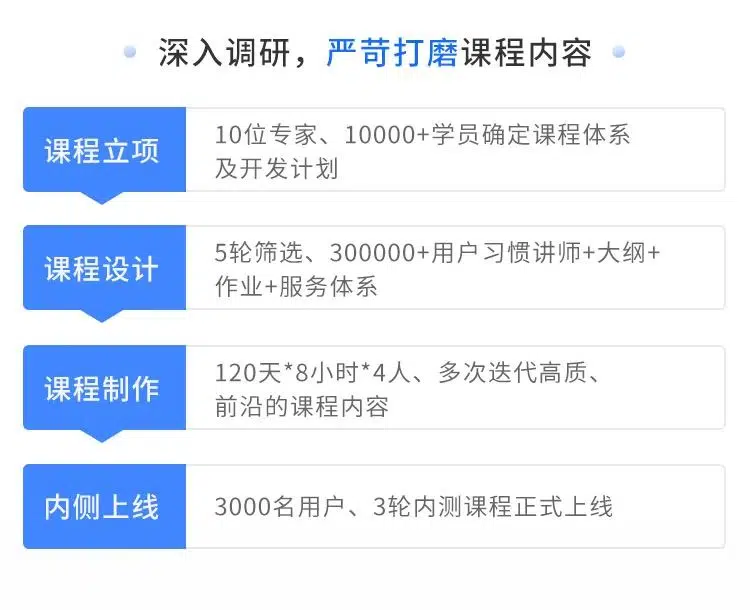 深入调研，严苛打磨课程内容
课程立项
10位专家、10000+学员确定课程体系
及开发计划
课程设计
5轮筛选、300000+用户习惯讲师+大纲+
作业+服务体系
课程制作
120天*8小时*4人、多次迭代高质、
前沿的课程内容
内侧上线
3000名用户、3轮内测课程正式上线